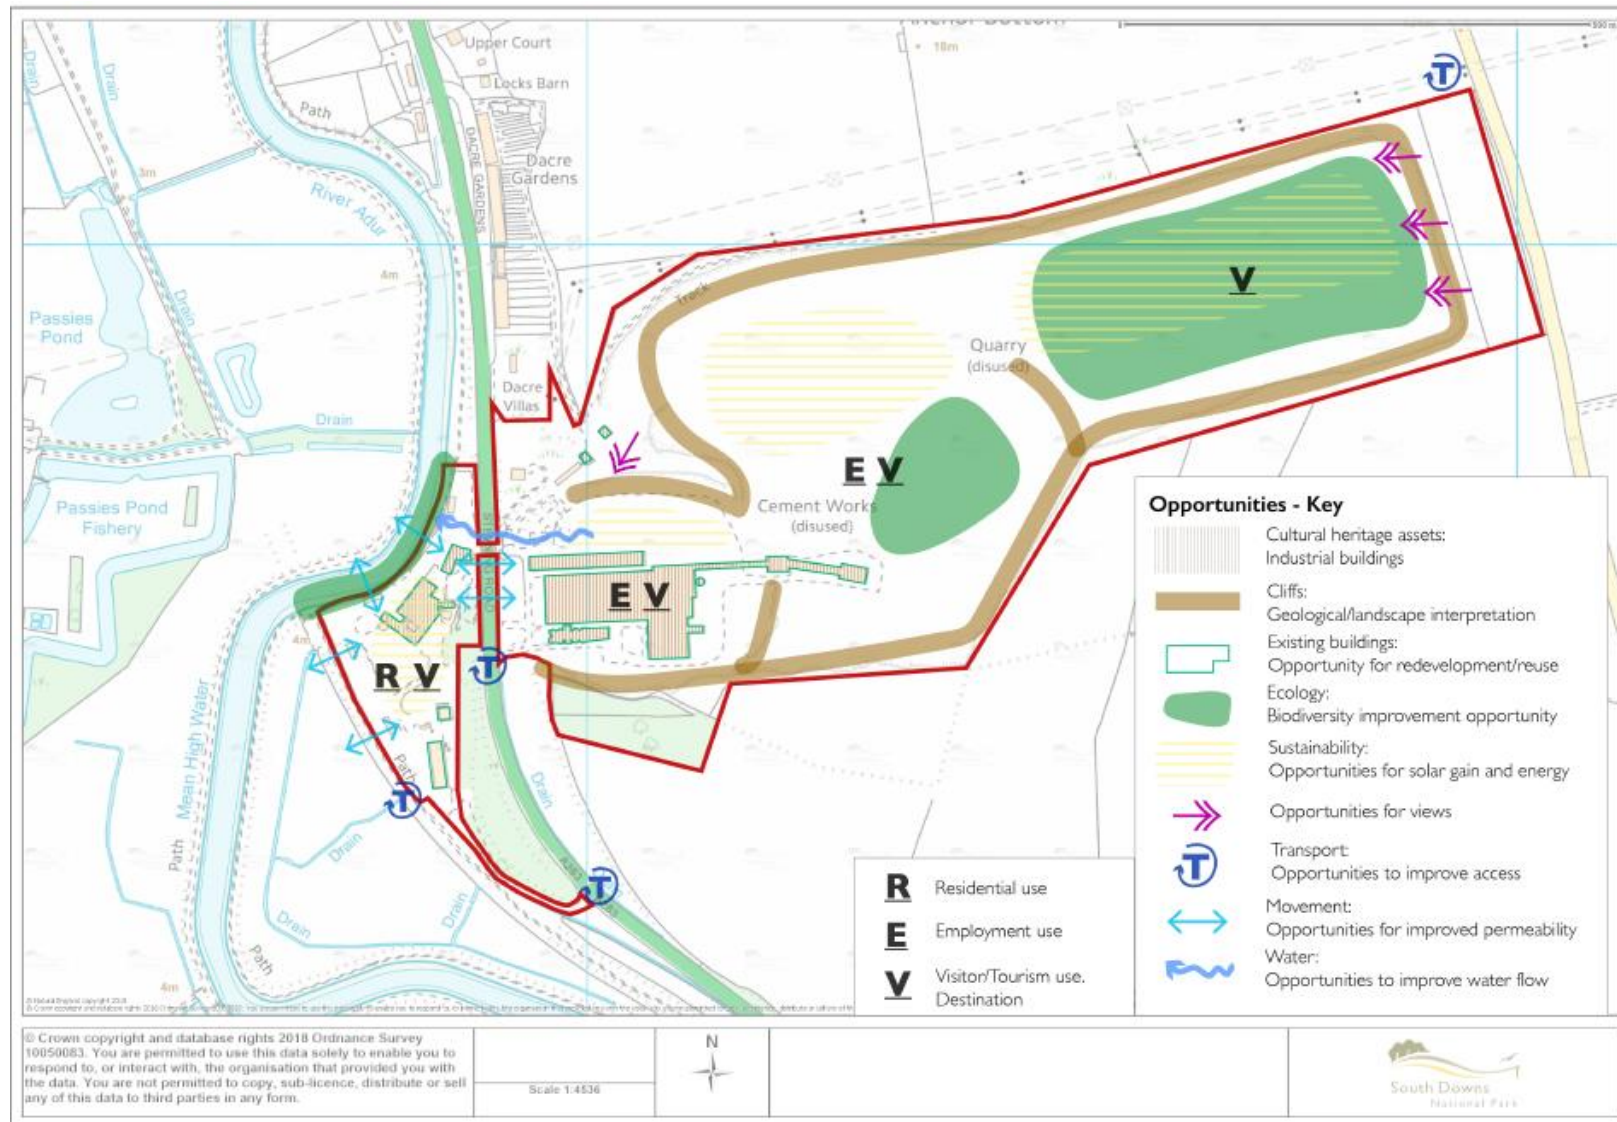 Upper Court
Locks Barn
18m
Drain
Drain
Path
DACRE GARDENS
Dacre
Gardens
3m
River Adur
4m
Drain
Track
Passies
Pond
Quarry
(disused)
V
Dacre
Villas
Drain
E V
Cement Works
(disused)
Passies Pond
Fishery
E V
4m
R V
Mean High Water
Path
Drain
Path
Drain
A283
Drain
Drain
Path
4m
T
T
T
T
Opportunities - Key
Cultural heritage assets:
Industrial buildings
Cliffs:
Geological/landscape interpretation
Existing buildings:
Opportunity for redevelopment/reuse
Ecology:
Biodiversity improvement opportunity
Sustainability:
Opportunities for solar gain and energy
Opportunities for views
T
Transport:
Opportunities to improve access
Movement:
Opportunities for improved permeability
Water:
Opportunities to improve water flow
R Residential use
E Employment use
V Visitor/Tourism use.
Destination
© Crown copyright and database rights 2018 Ordnance Survey
10050083. You are permitted to use this data solely to enable you to
respond to, or interact with, the organisation that provided you with
the data. You are not permitted to copy, sub-licence, distribute or sell
any of this data to third parties in any form.
Scale 1:4536
N
South Downs
National Park